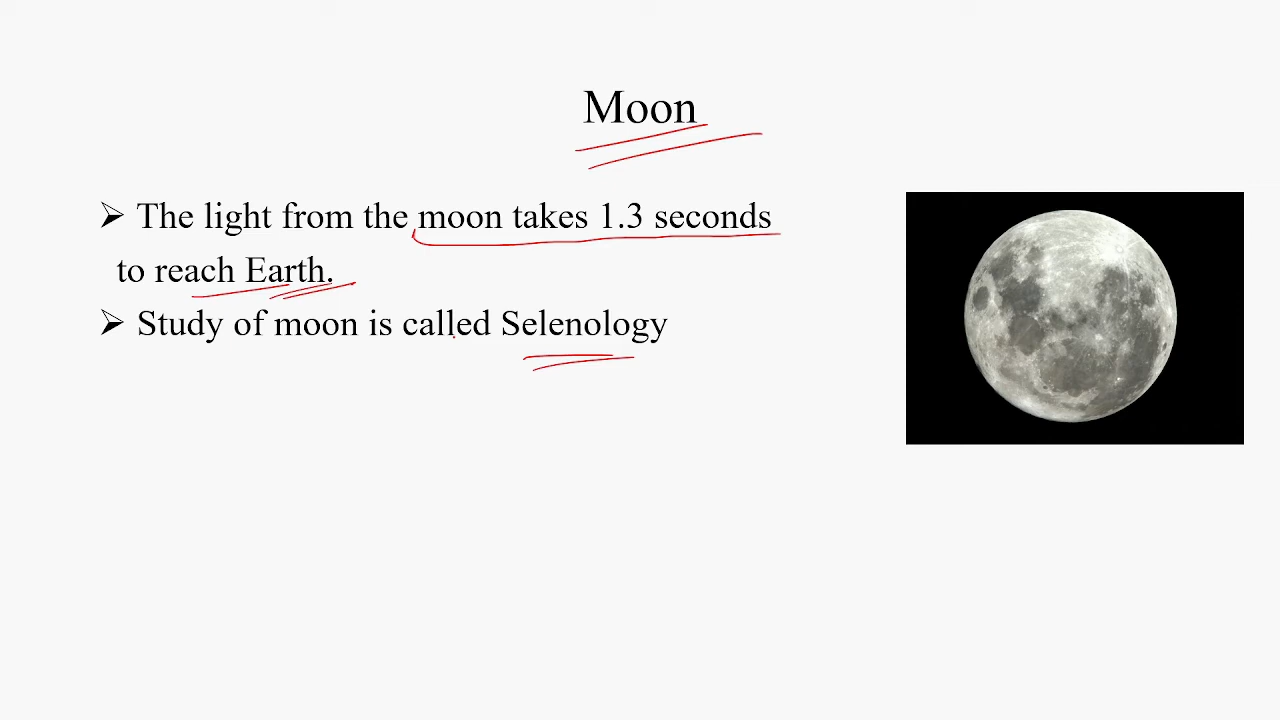 Moon
➢ The light from the moon takes 1.3 seconds
to reach Earth.
➢ Study of moon is called Selenology